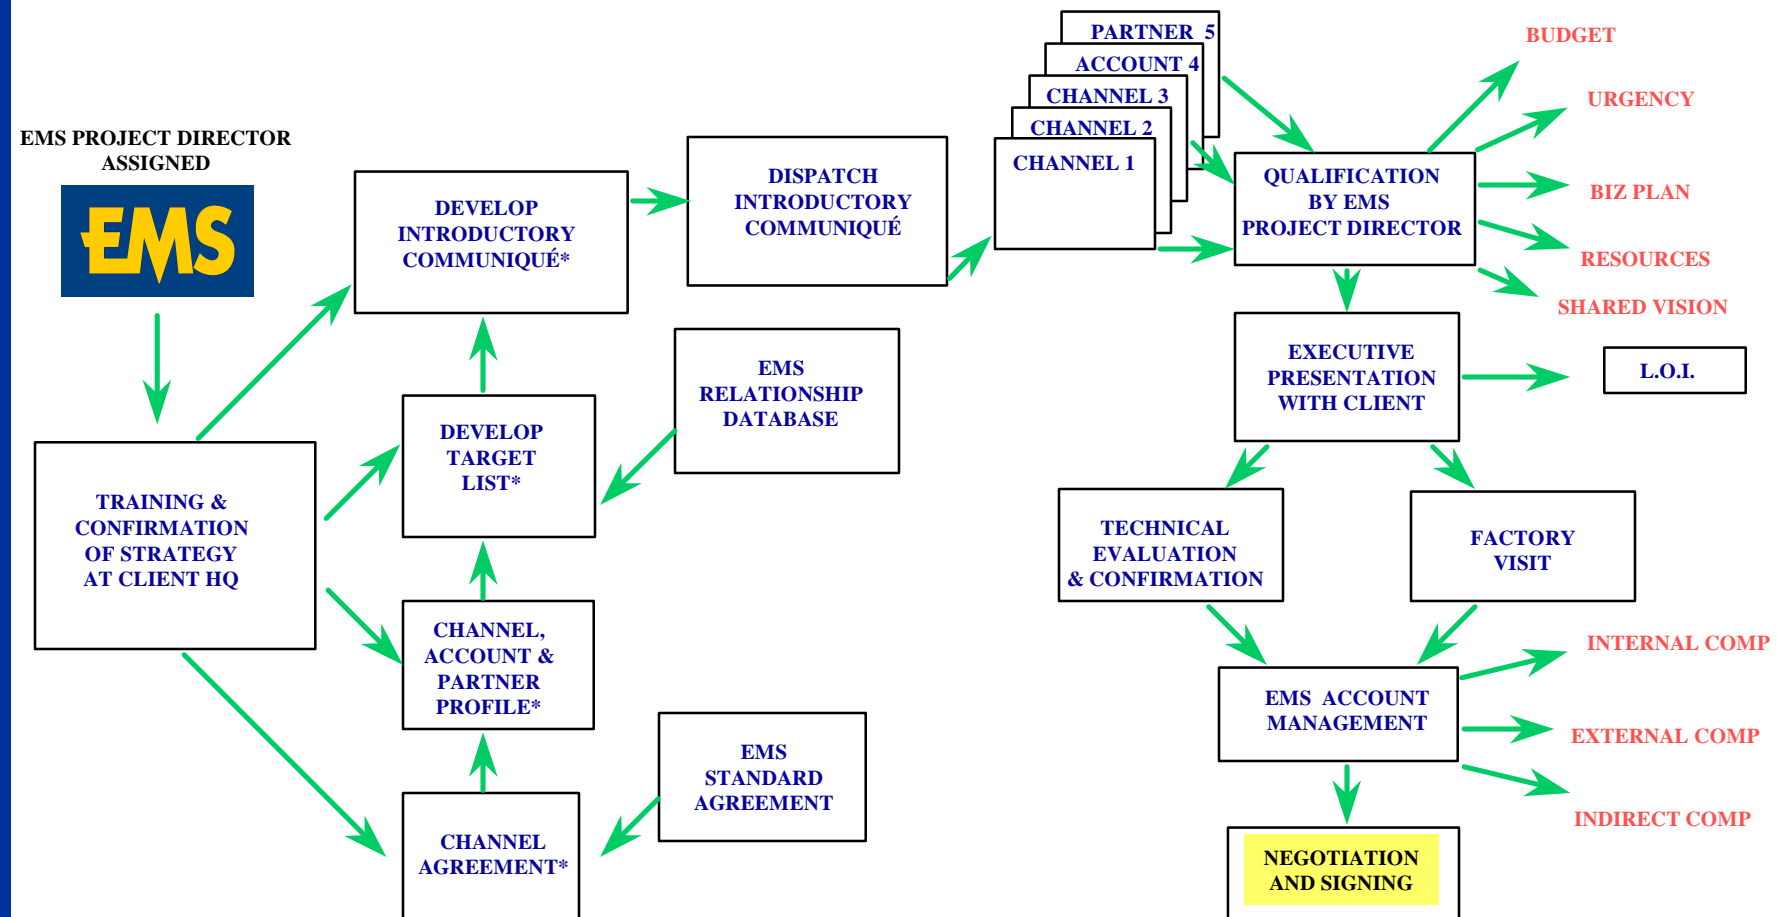 EMS PROJECT DIRECTOR
ASSIGNED
EMS
TRAINING &
CONFIRMATION
OF STRATEGY
AT CLIENT HQ
DEVELOP
INTRODUCTORY
COMMUNIQUÉ*
DEVELOP
TARGET
LIST*
CHANNEL,
ACCOUNT &
PARTNER
PROFILE*
CHANNEL
AGREEMENT*
DISPATCH
INTRODUCTORY
COMMUNIQUÉ
EMS
RELATIONSHIP
DATABASE
EMS
STANDARD
AGREEMENT
PARTNER 5
ACCOUNT 4
CHANNEL 3
CHANNEL 2
CHANNEL 1
QUALIFICATION
BY EMS
PROJECT DIRECTOR
BUDGET
URGENCY
BIZ PLAN
RESOURCES
SHARED VISION
EXECUTIVE
PRESENTATION
WITH CLIENT
L.O.I.
TECHNICAL
EVALUATION
& CONFIRMATION
FACTORY
VISIT
EMS ACCOUNT
MANAGEMENT
INTERNAL COMP
EXTERNAL COMP
INDIRECT COMP
NEGOTIATION
AND SIGNING